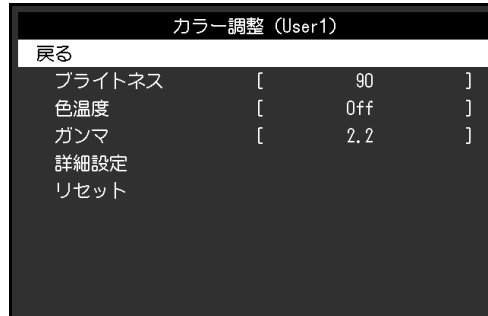 カラー調整（User1）
戻る
ブライトネス [ 90 ]
色温度 [ Off ]
ガンマ [ 2.2 ]
詳細設定
リセット